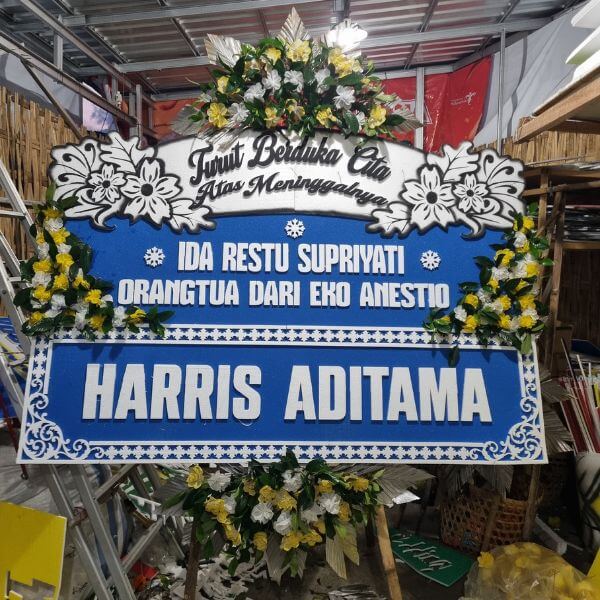 Turut Berduka Cita
Atas Meninggalnya
IDA RESTU SUPRIYATI
ORANGTUA DARI EKO ANESTIO
HARRIS ADITAMA